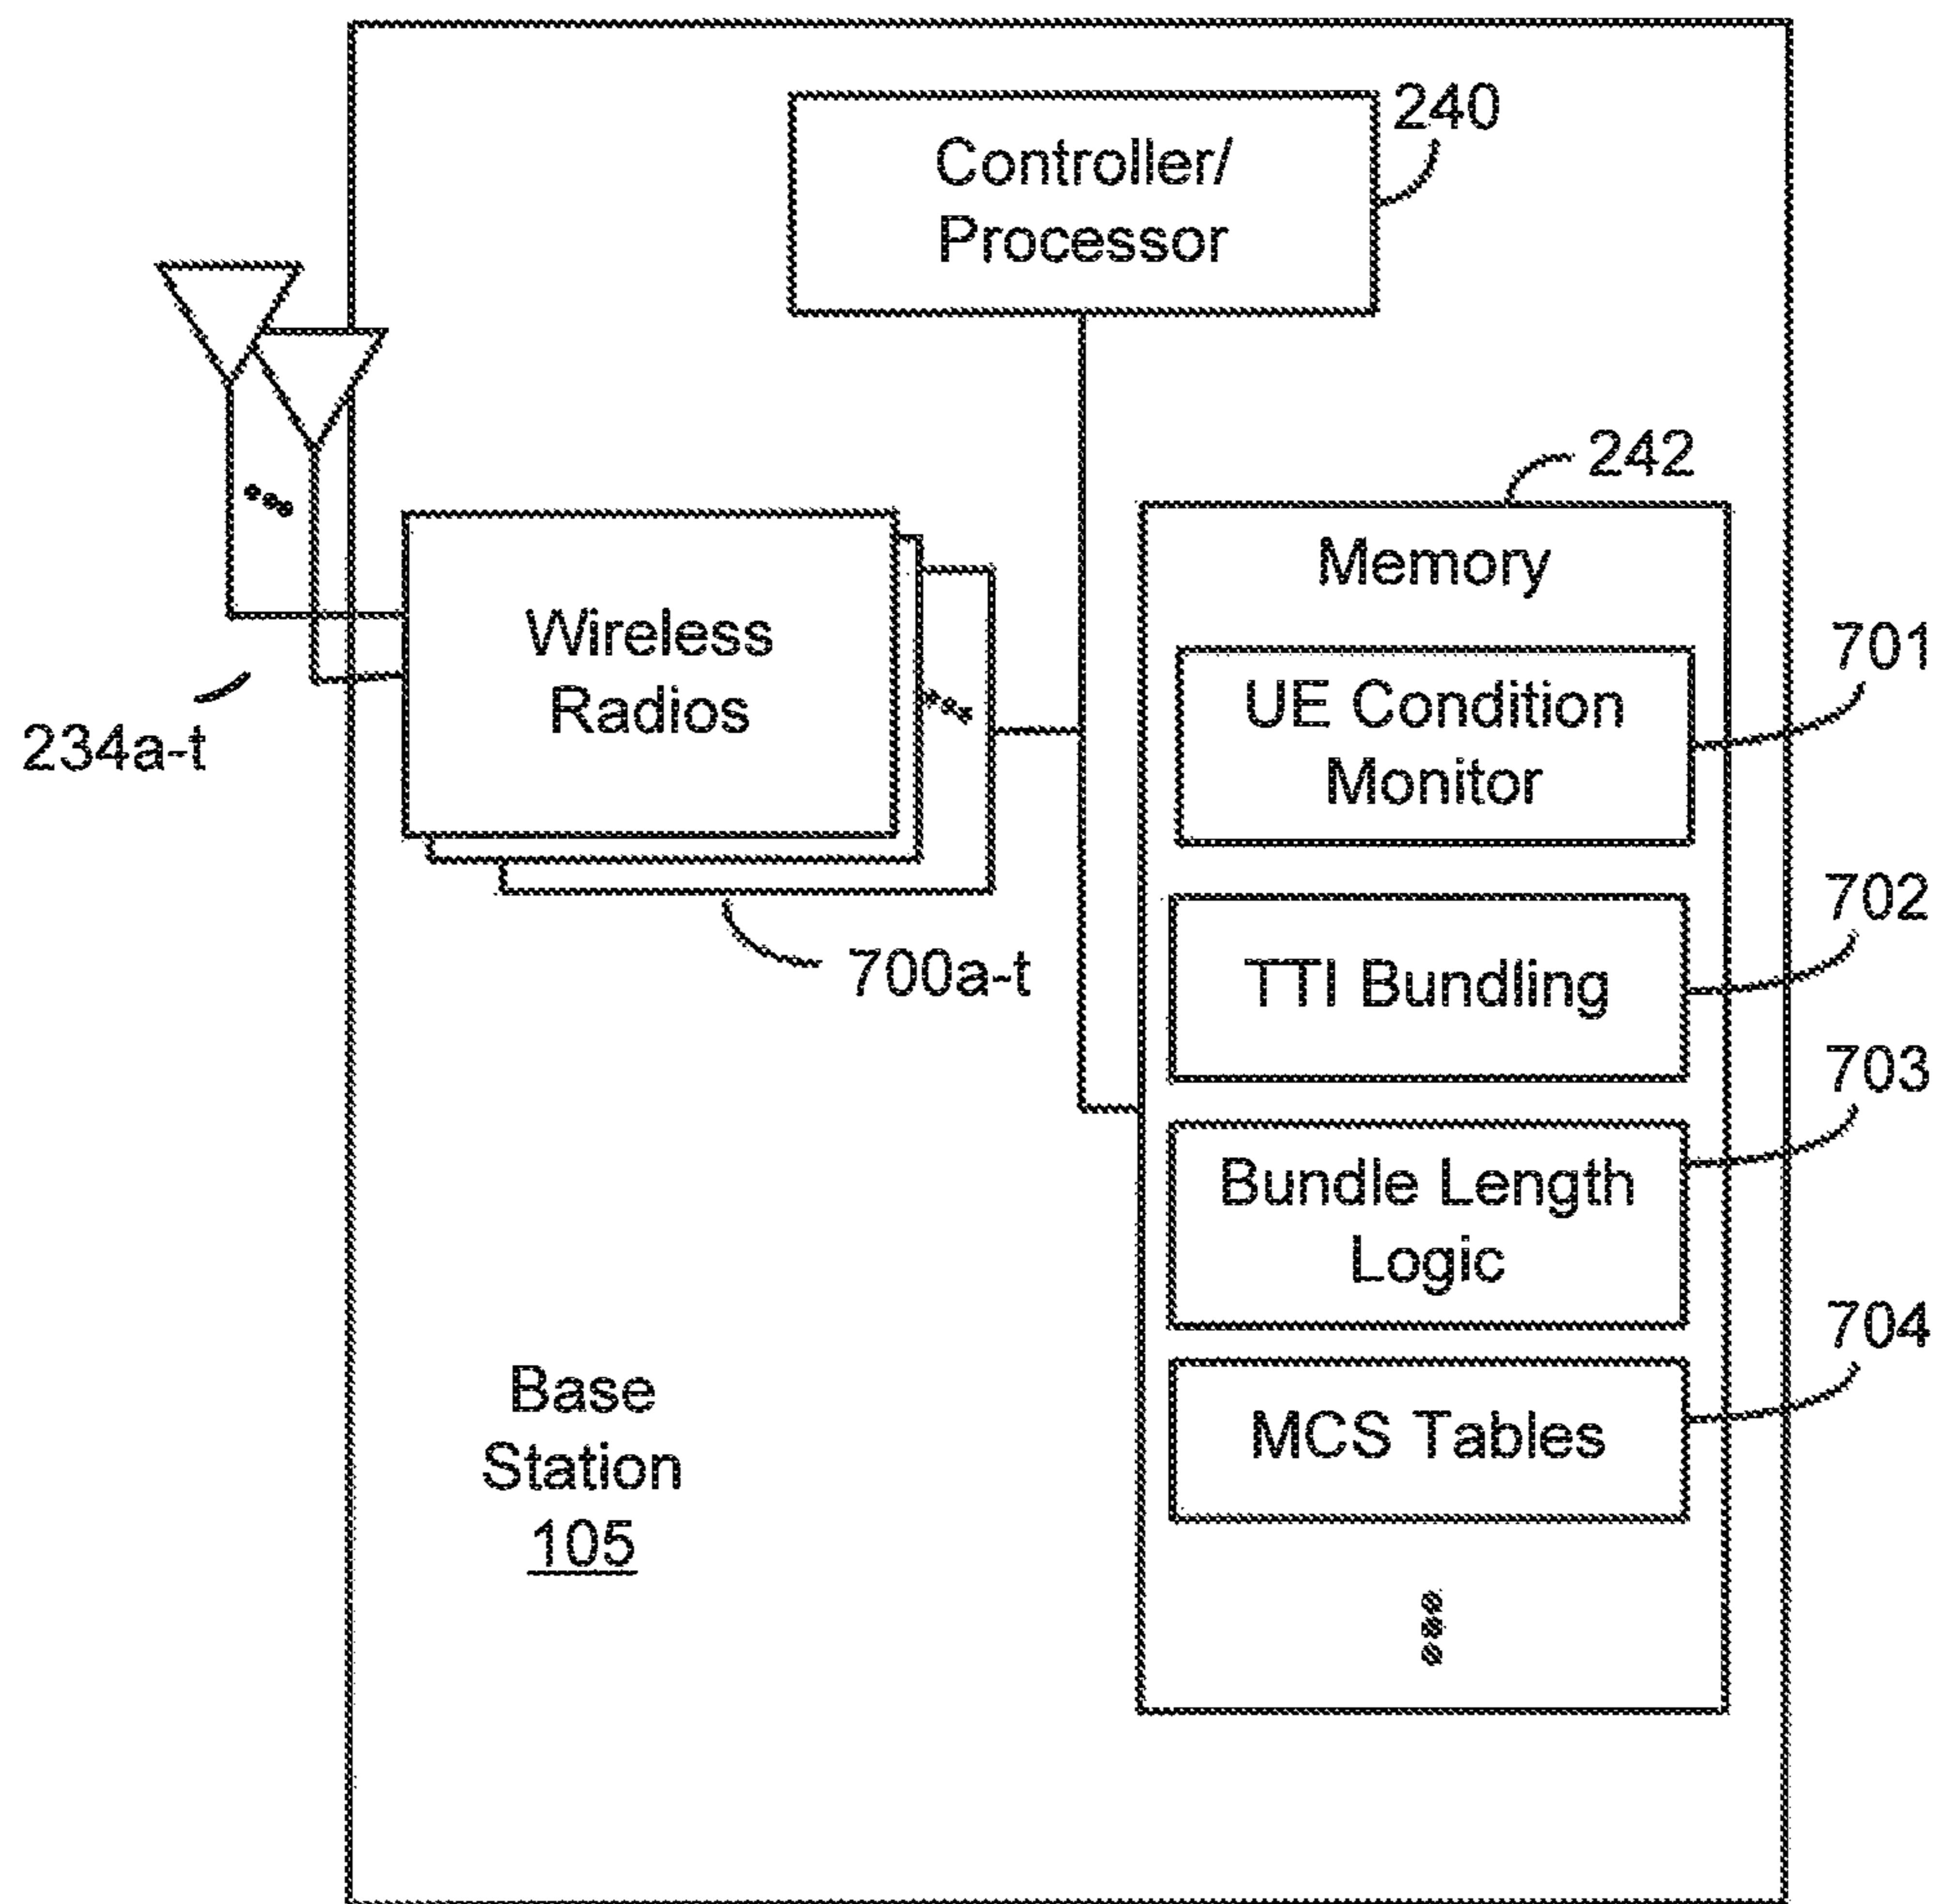 240
Controller/
Processor
242
Memory
Wireless
Radios
701
UE Condition
Monitor
234a-t
702
700a-t
TTI Bundling
703
Bundle Length
Logic
704
Base
Station
105
MCS Tables